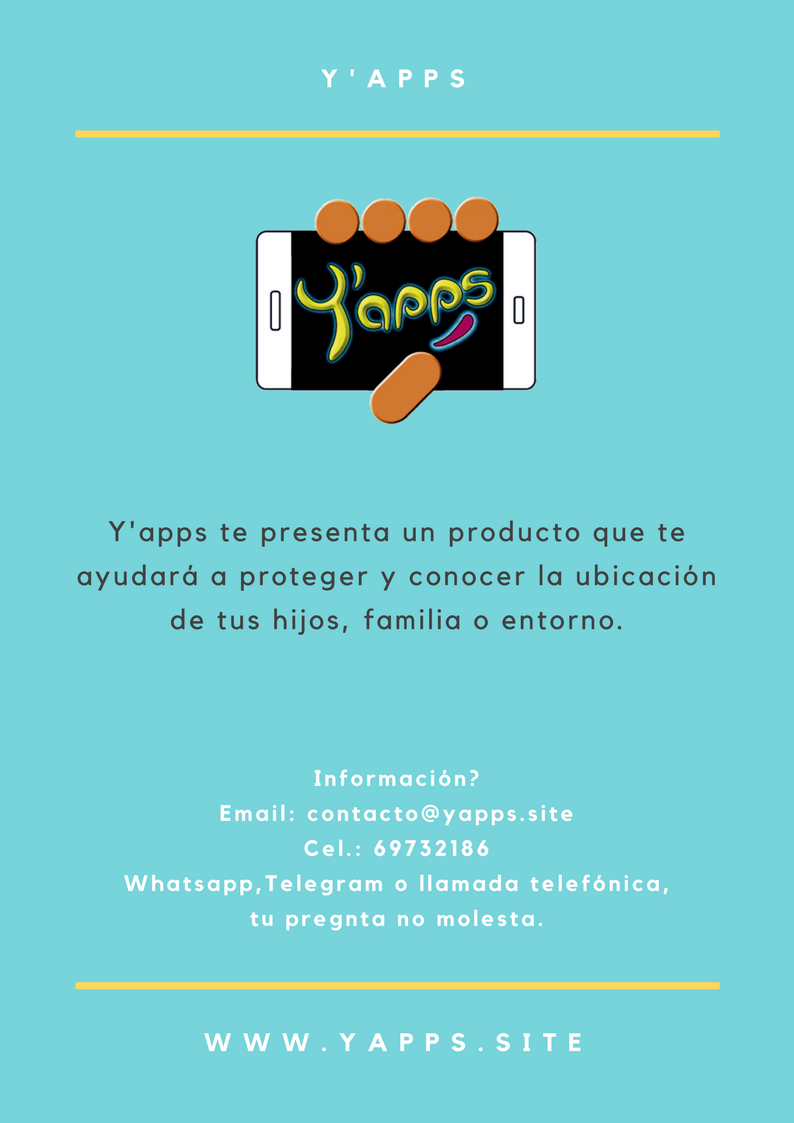 Y'APPS
Y'apps
Y'apps te presenta un producto que te
ayudará a proteger y conocer la ubicación
de tus hijos, familia o entorno.
Información?
Email: contacto@yapps.site
Cel.: 69732186
Whatsapp,Telegram o llamada telefónica,
tu pregnta no molesta.
WWW.YAPPS.SITE